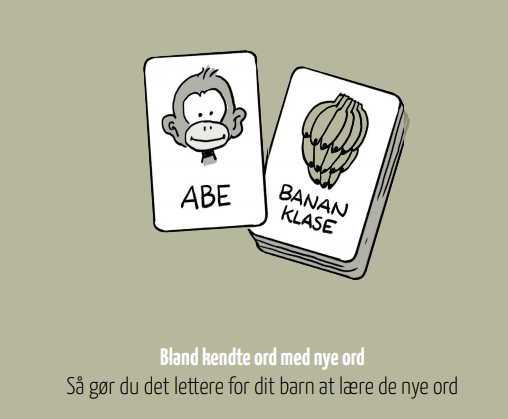 ABE
BANAN
KLASE
Bland kendte ord med nye ord
Så gør du det lettere for dit barn at lære de nye ord